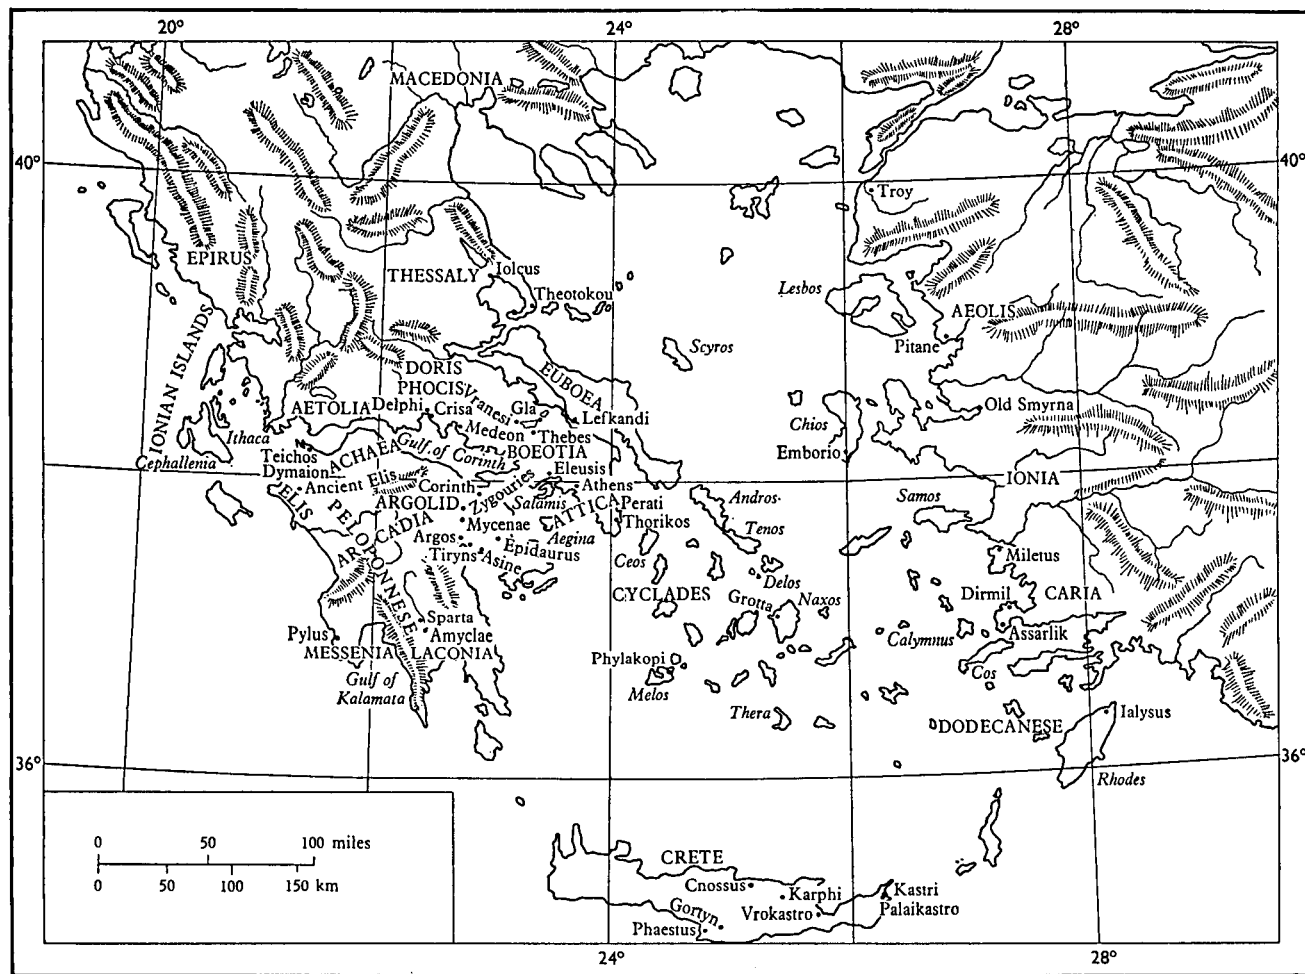 20°
24°
28°
MACEDONIA
40°
40°
Troy
EPIRUS
THESSALY
Iolcus
Theotokou
Lesbos
AEOLIS
Pitane
IONIAN ISLANDS
Scyros
DORIS
PHOCIS
EUBOEA
Vranesi
AETOLIA
Delphi
Crisa
Gla
Lefkandi
Medeon
Thebes
Old Smyrna
Chios
Emborio
Ithaca
Cephallenia
Teichos
Dymaion
ACHAEA
Gulf of Corinth
BOEOTIA
Eleusis
Ancient Elis
Corinth
Zygouries
Athens
IONIA
ELIS
ARGOLID
Salamis
ATTICA
Perati
Andros
Samos
PELOPONNESE
ARCADIA
Mycenae
Aegina
Thorikos
Tenos
Argos
Epidaurus
Tiryns
Asine
Ceos
Delos
Miletus
CYCLADES
Grotta
Naxos
Dirmil
CARIA
Sparta
Amyclae
Pylus
MESSENIA
LACONIA
Calymnus
Assarlik
Phylakopi
Melos
Cos
Gulf of
Kalamata
Thera
DODECANESE
Ialysus
Rhodes
36°
36°
0 50 100 miles
0 50 100 150 km
CRETE
Cnossus
Karphi
Kastri
Palaikastro
Vrokastro
Gortyn
Phaestus
24°
28°